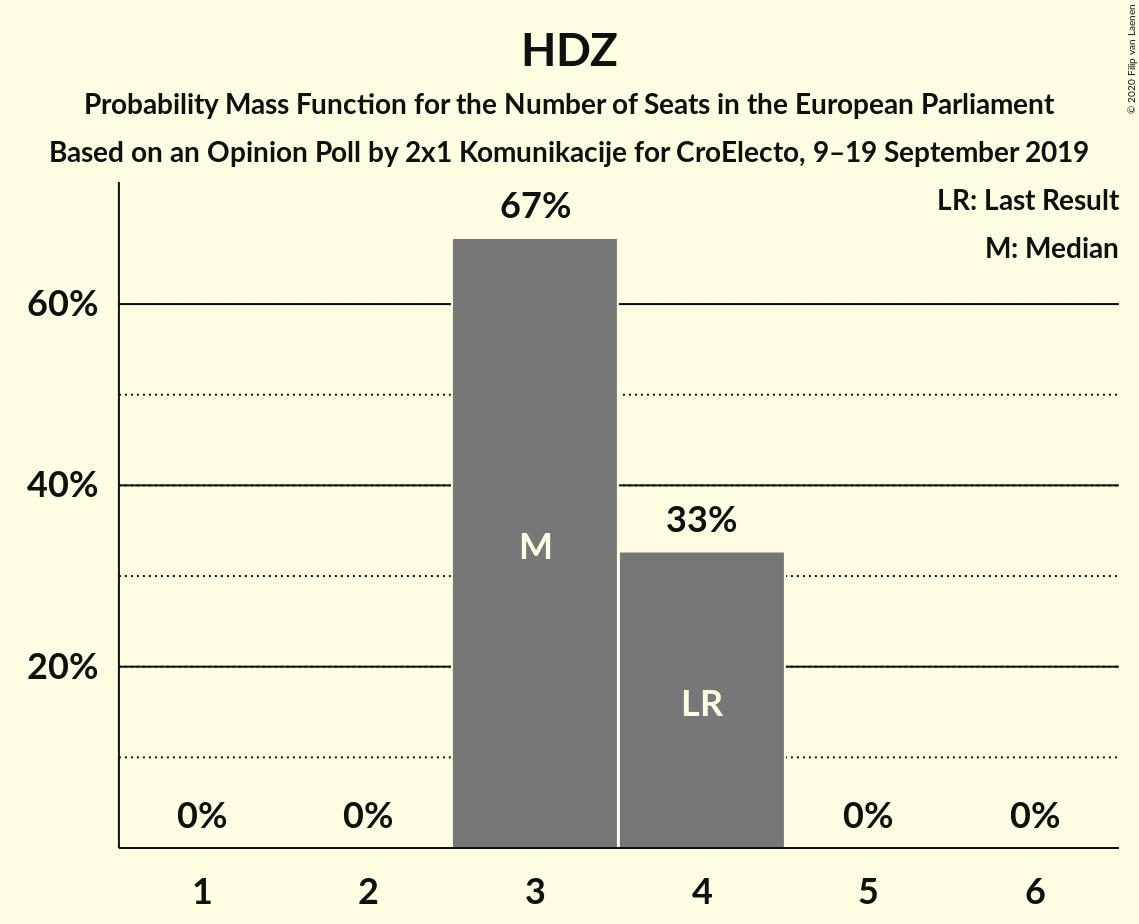 HDZ
Probability Mass Function for the Number of Seats in the European Parliament
Based on an Opinion Poll by 2x1 Komunikacije for CroElecto, 9–19 September 2019
© 2020 Filip van Laenen
LR: Last Result
M: Median
67%
60%
33%
40%
M
20%
LR
0% 0% 0% 0%
1 2 3 4 5 6